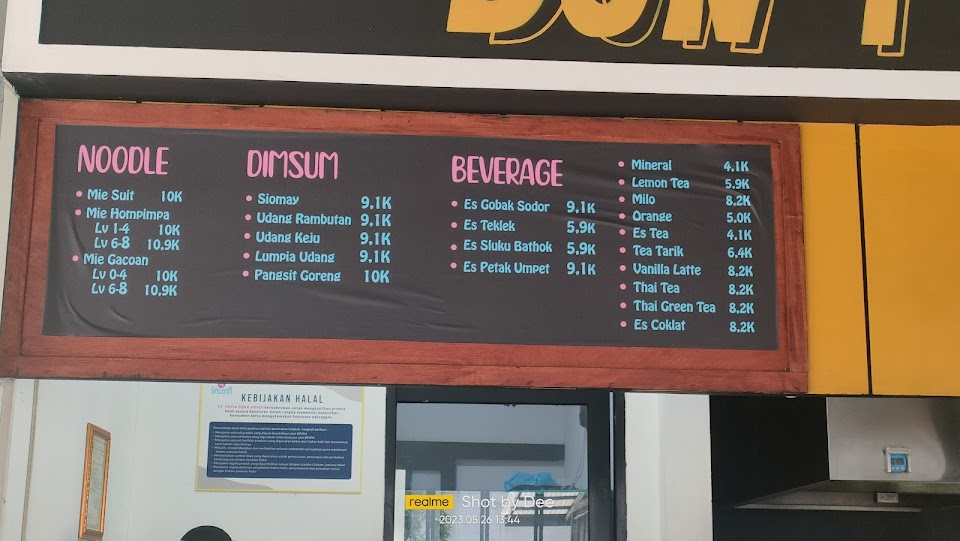 DON'T
NOODLE
Mie Suit 10K
Mie Hompimpa
Lv 1-4 10K
Lv 6-8 10,9K
Mie Gacoan
Lv 0-4 10K
Lv 6-8 10,9K
DIMSUM
Siomay 9,1K
Udang Rambutan 9,1K
Udang Keju 9,1K
Lumpia Udang 9,1K
Pangsit Goreng 10K
BEVERAGE
Es Gobak Sodor 9,1K
Es Teklek 5,9K
Es Sluku Bathok 5,9K
Es Petak Umpet 9,1K
Mineral 4.1K
Lemon Tea 5.9K
Milo 8.2K
Orange 5.0K
Es Tea 4.1K
Tea Tarik 6.4K
Vanilla Latte 8.2K
Thai Tea 8.2K
Thai Green Tea 8.2K
Es Coklat 8.2K
GACOAN
KEBIJAKAN HALAL
realme Shot by Dee
2023.05.26 13:44